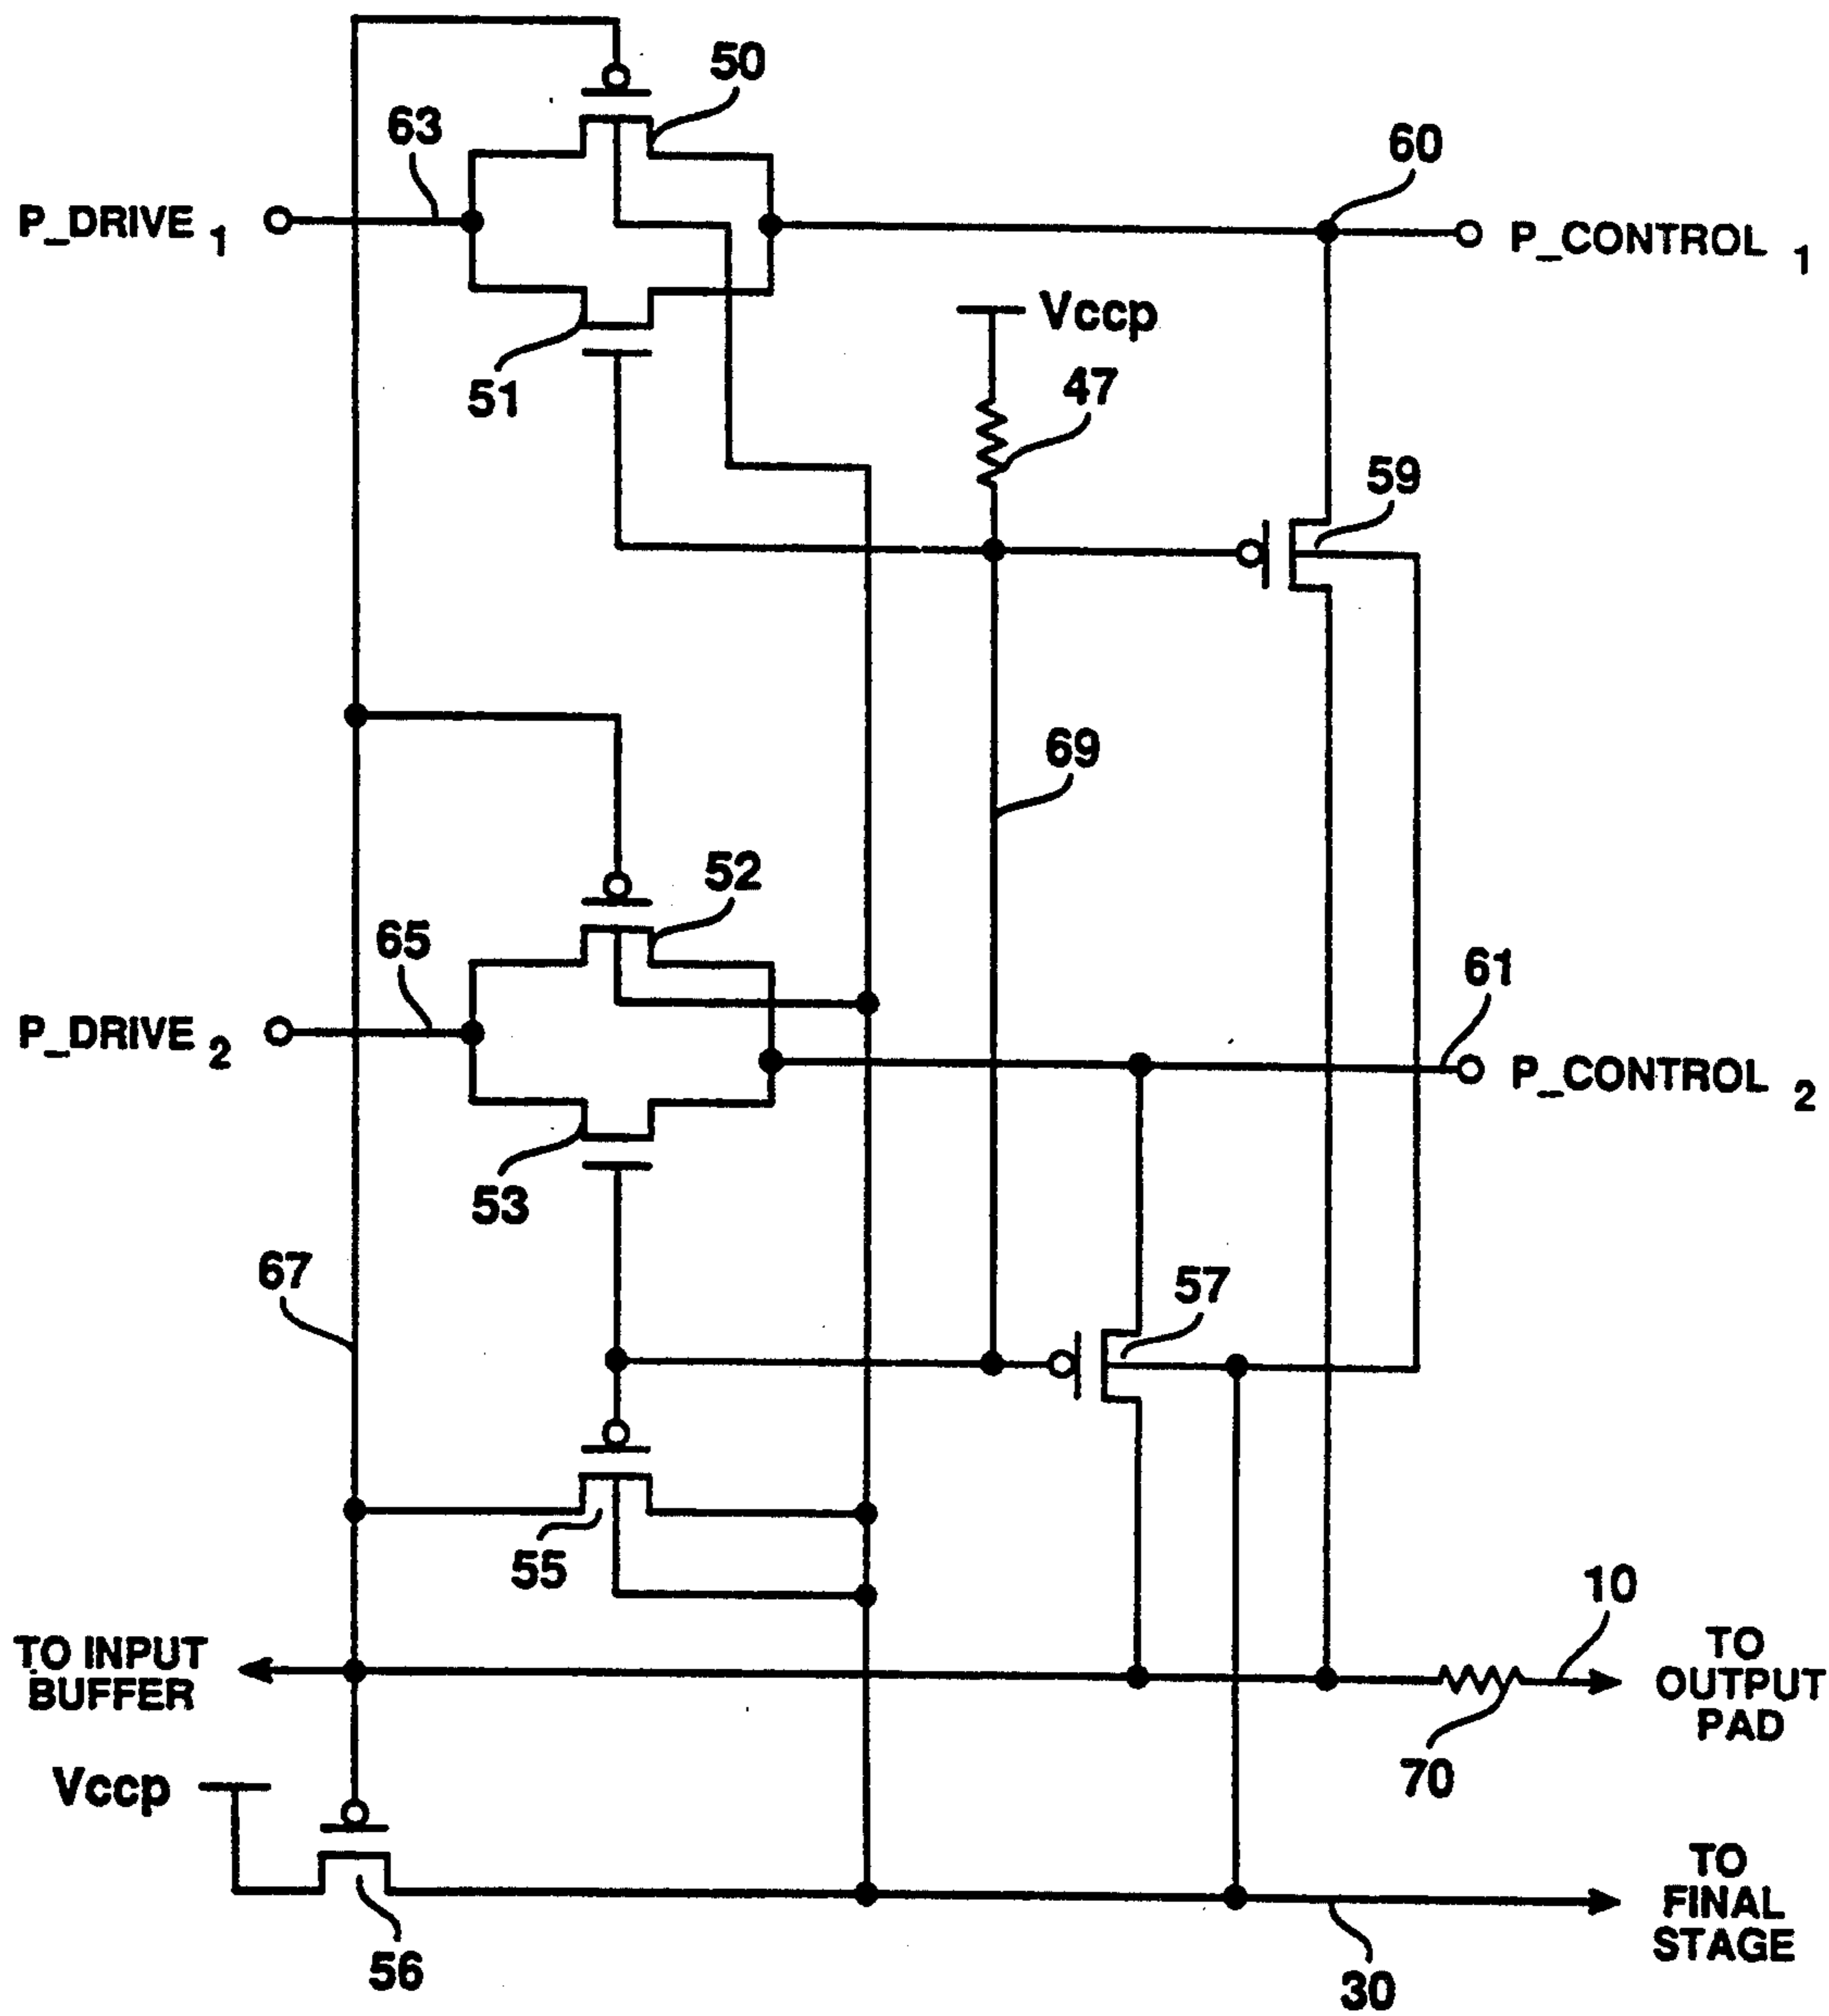 50
63
60
P_DRIVE 1
P_CONTROL 1
Vccp
51
47
59
69
52
65
61
P_DRIVE 2
P_CONTROL 2
53
67
57
55
10
TO INPUT
BUFFER
TO
OUTPUT
PAD
70
Vccp
TO
FINAL
STAGE
56
30